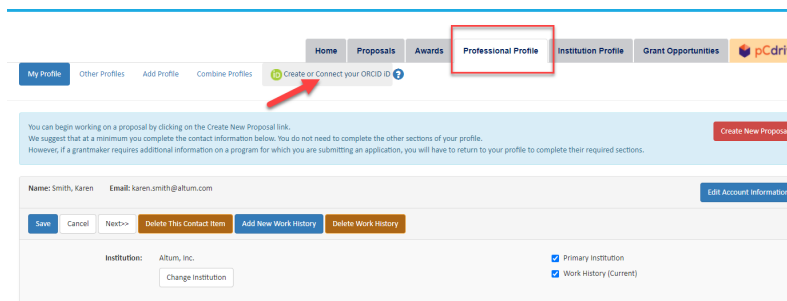 Home Proposals Awards Professional Profile Institution Profile Grant Opportunities pCdri
My Profile Other Profiles Add Profile Combine Profiles iD Create or Connect your ORCID iD ?
You can begin working on a proposal by clicking on the Create New Proposal link.
We suggest that at a minimum you complete the contact information below. You do not need to complete the other sections of your profile.
However, if a grantmaker requires additional information on a program for which you are submitting an application, you will have to return to your profile to complete their required sections.
Create New Proposa
Name: Smith, Karen Email: karen.smith@altum.com
Edit Account Information
Save Cancel Next>> Delete This Contact Item Add New Work History Delete Work History
Institution: Altum, Inc.
Change Institution
Primary Institution
Work History (Current)